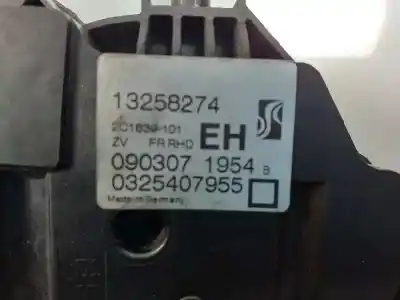 13258274
2C1639-101
ZV FR RHD EH
090307 1954 B
0325407955
Made in Germany